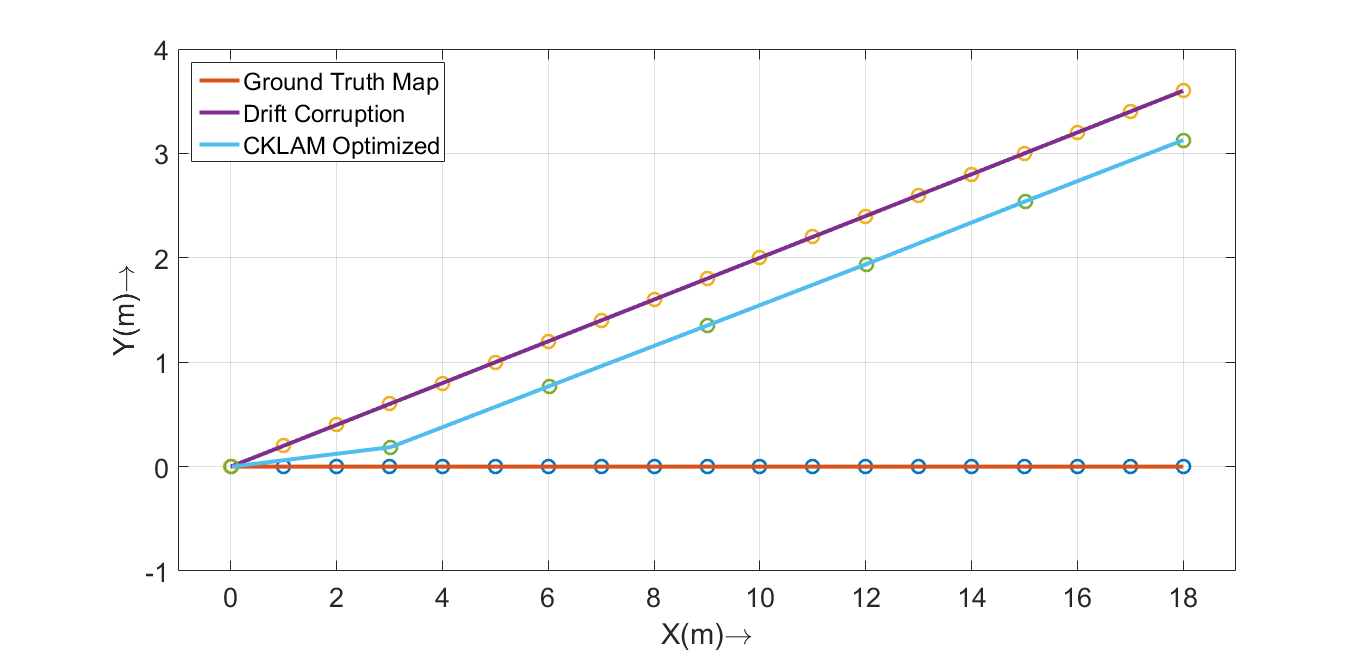 4
3
2
1
0
-1
Y(m)→
Ground Truth Map
Drift Corruption
CKLAM Optimized
0 2 4 6 8 10 12 14 16 18
X(m)→